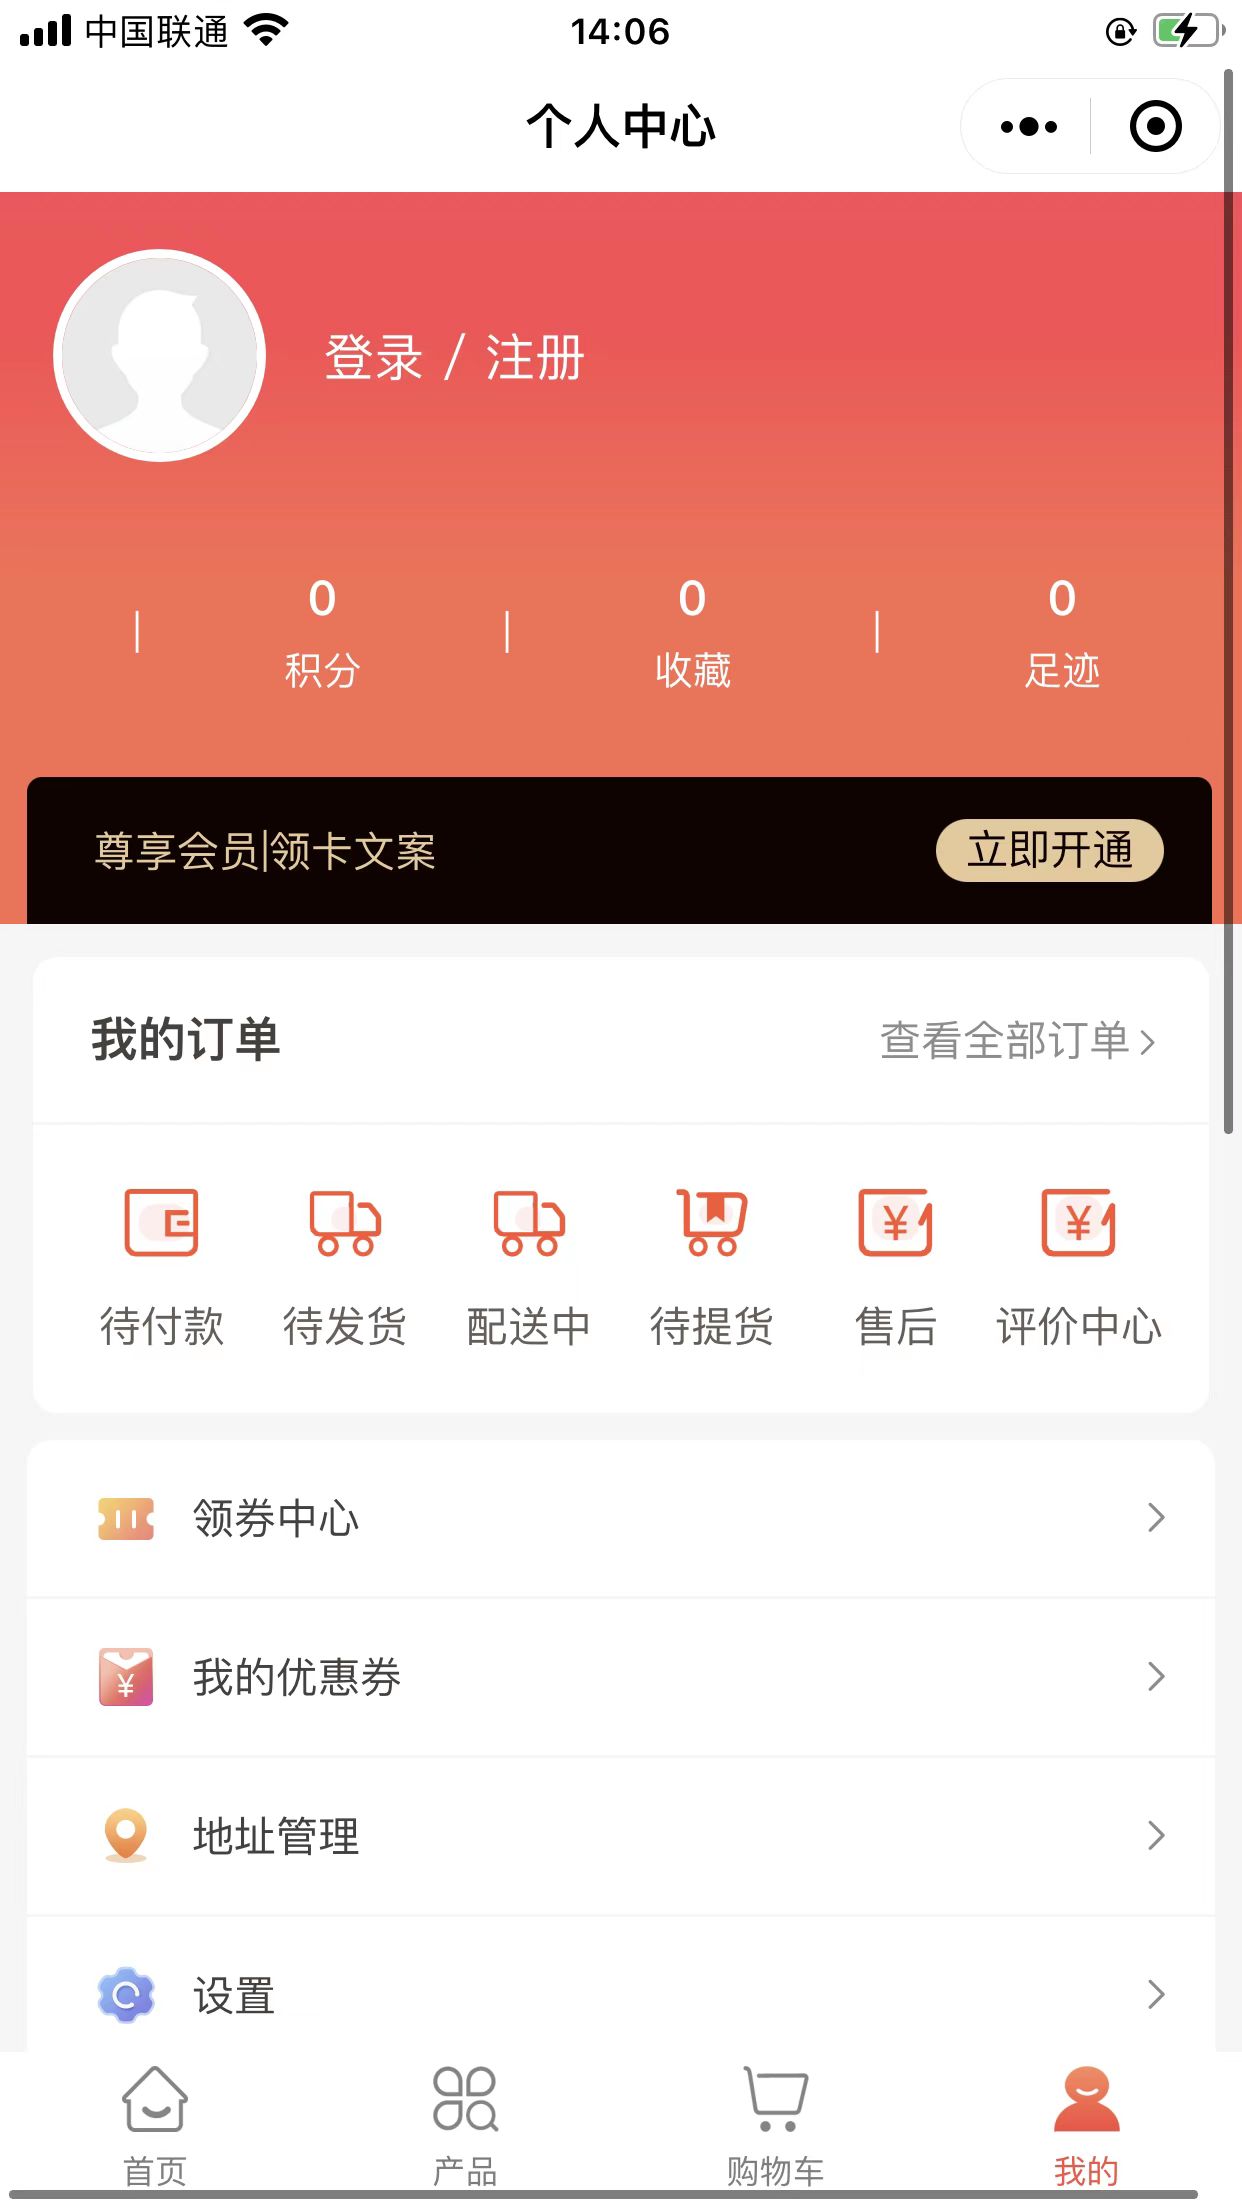 中国联通 14:06
个人中心
登录 / 注册
0 0 0
积分 收藏 足迹
尊享会员|领卡文案 立即开通
我的订单 查看全部订单
¥ ¥
待付款 待发货 配送中 待提货 售后 评价中心
领券中心
¥ 我的优惠券
地址管理
设置
首页 产品 购物车 我的